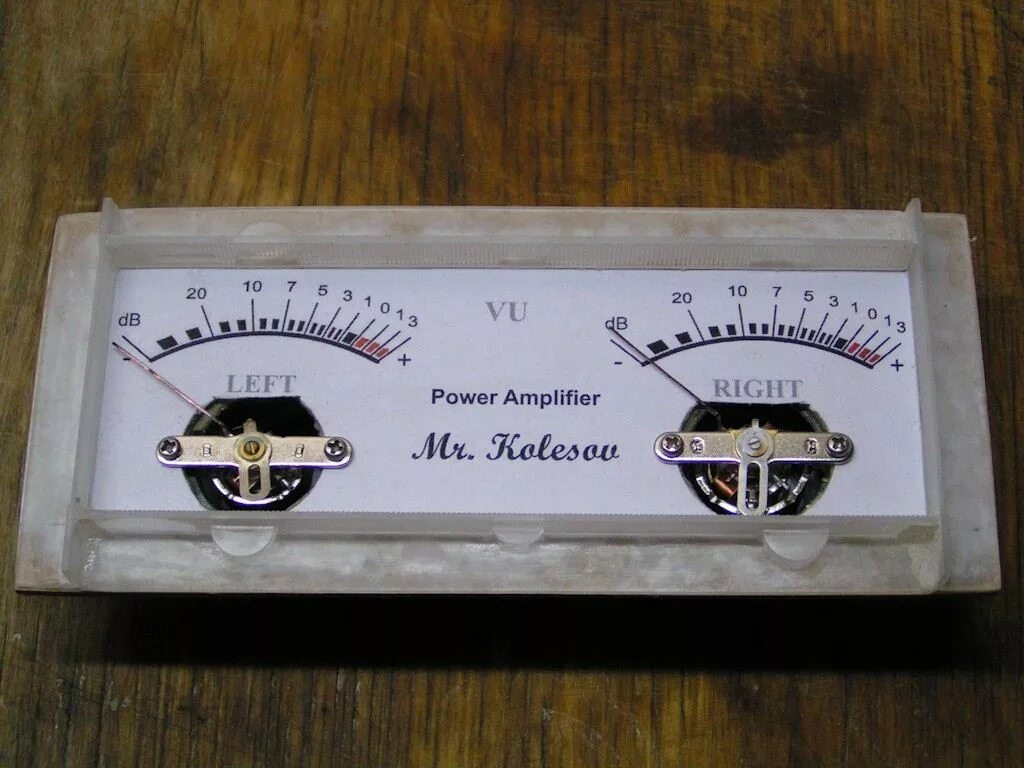 VU
dB 20 10 7 5 3 1 0 1 3
- +
LEFT
dB 20 10 7 5 3 1 0 1 3
- +
RIGHT
Power Amplifier
Mr. Kolesov